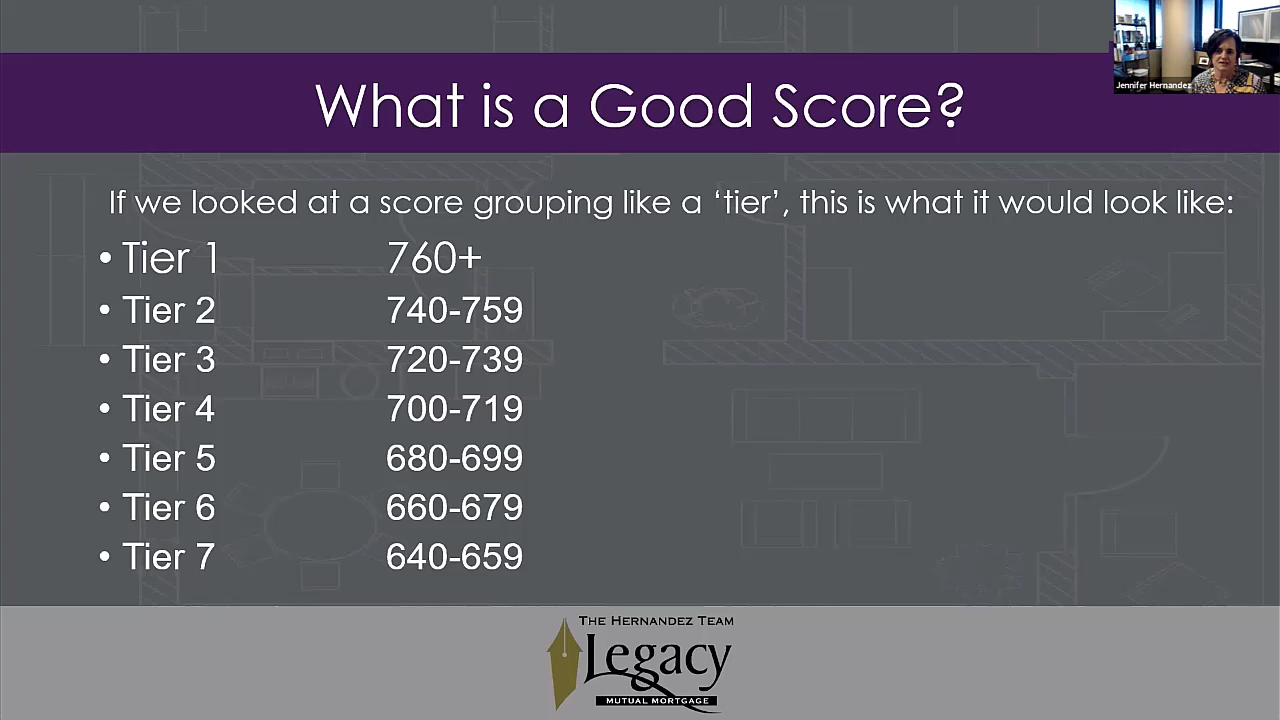 Jennifer Hernandez
What is a Good Score?
If we looked at a score grouping like a ‘tier’, this is what it would look like:
• Tier 1 760+
• Tier 2 740-759
• Tier 3 720-739
• Tier 4 700-719
• Tier 5 680-699
• Tier 6 660-679
• Tier 7 640-659
THE HERNANDEZ TEAM
Legacy
MUTUAL MORTGAGE